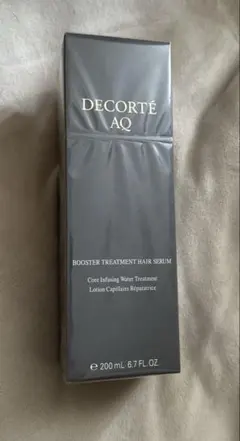 DECORTÉ
AQ
BOOSTER TREATMENT HAIR SERUM
Core Infusing Water Treatment
Lotion Capillaire Réparatrice
℮ 200 mL 6.7 FL.OZ.